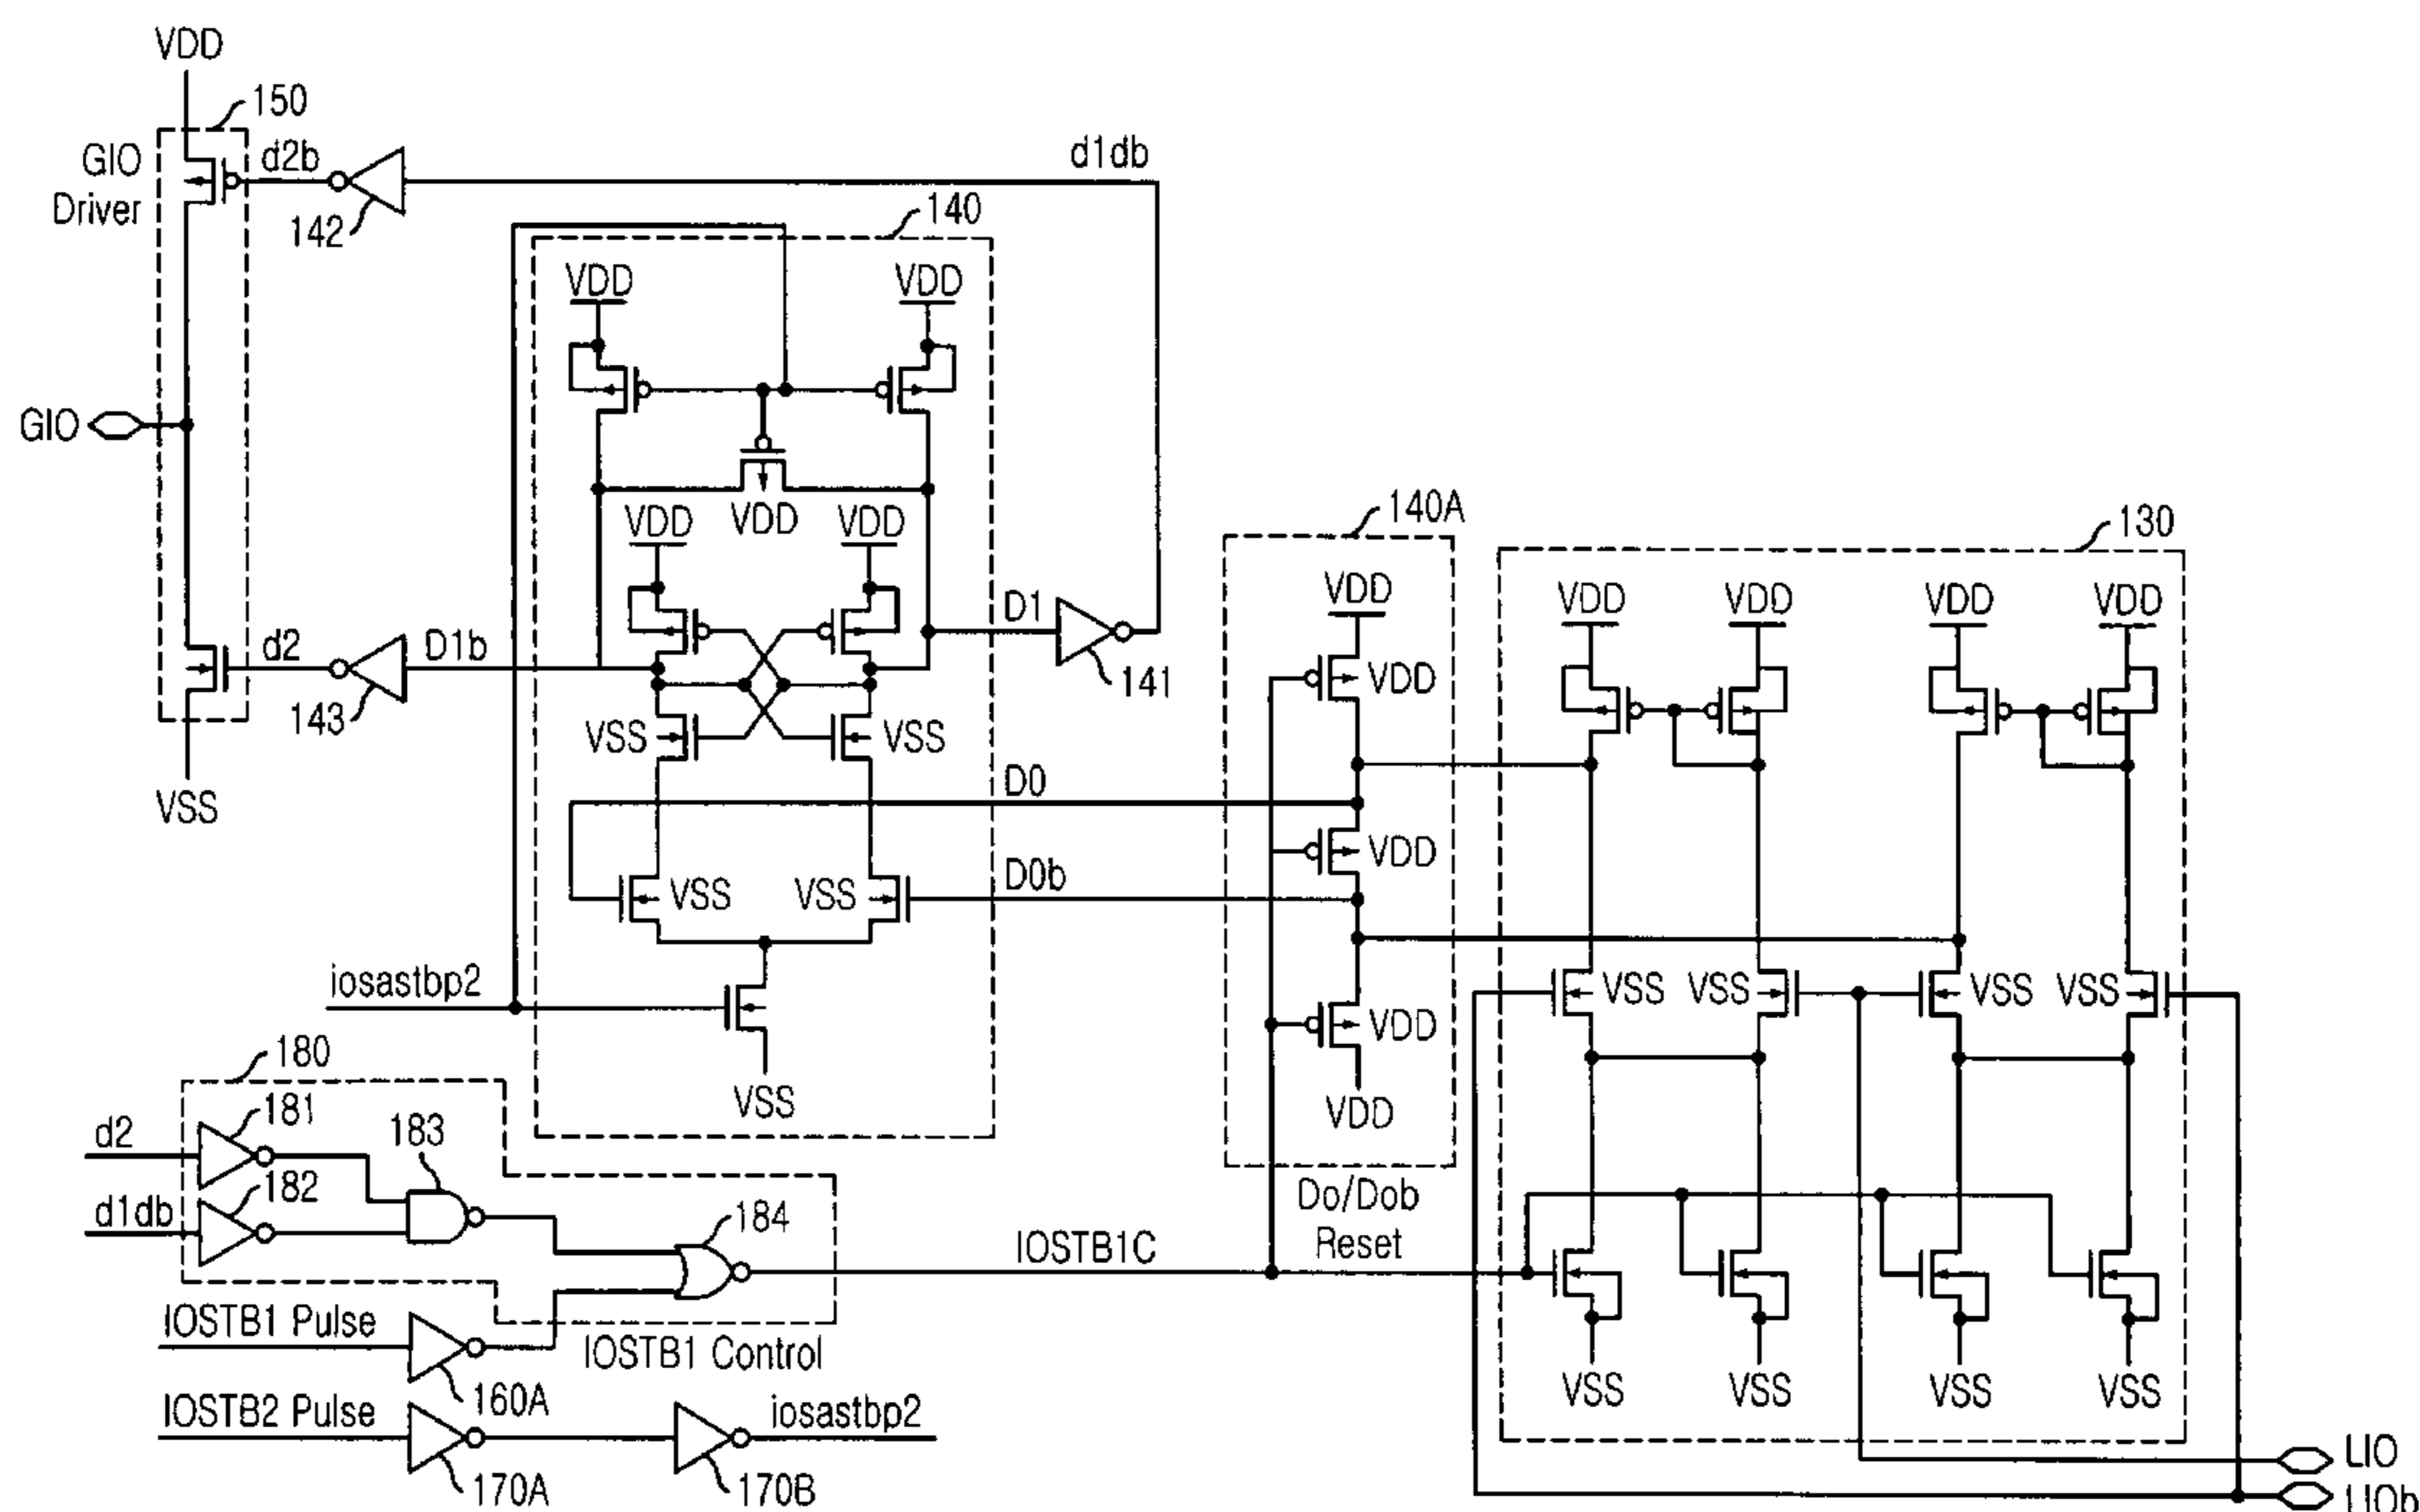 VDD
150
GIO
Driver
d2b
142
d1db
140
VDD
VDD
GIO
VDD
VDD
VDD
140A
130
VDD
VDD
VDD
VDD
VDD
D1
141
VDD
d2
D1b
143
VSS
VSS
VSS
D0
VDD
VSS
VSS
D0b
iosastbp2
VSS
VSS
VSS
VSS
VDD
VSS
VDD
180
181
d2
183
182
d1db
184
IOSTB1C
Do/Dob
Reset
IOSTB1 Pulse
160A
IOSTB1 Control
VSS
VSS
VSS
VSS
IOSTB2 Pulse
170A
170B
iosastbp2
LIO
LIOb